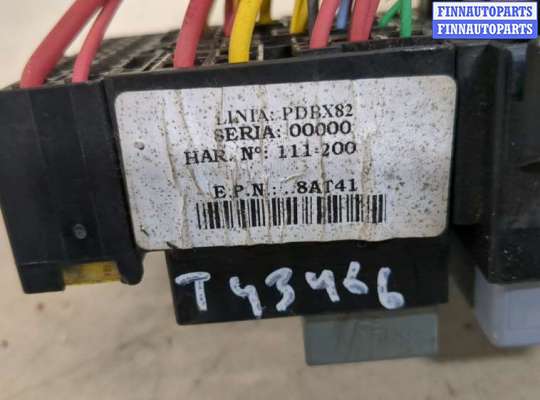 FINNAUTOPARTS
FINNAUTOPARTS
LINIA: PDBX82
SERIA: 00000
HAR. Nº: 111-200
E.P.N.: 8AT41
T43466